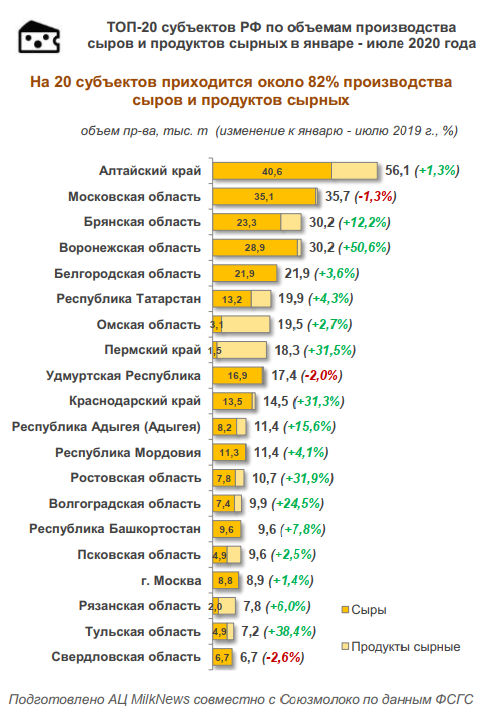 ТОП-20 субъектов РФ по объемам производства
сыров и продуктов сырных в январе - июле 2020 года
На 20 субъектов приходится около 82% производства
сыров и продуктов сырных
объем пр-ва, тыс. т (изменение к январю - июлю 2019 г., %)
Алтайский край 40,6 56,1 (+1,3%)
Московская область 35,1 35,7 (-1,3%)
Брянская область 23,3 30,2 (+12,2%)
Воронежская область 28,9 30,2 (+50,6%)
Белгородская область 21,9 21,9 (+3,6%)
Республика Татарстан 13,2 19,9 (+4,3%)
Омская область 3,1 19,5 (+2,7%)
Пермский край 1,5 18,3 (+31,5%)
Удмуртская Республика 16,9 17,4 (-2,0%)
Краснодарский край 13,5 14,5 (+31,3%)
Республика Адыгея (Адыгея) 8,2 11,4 (+15,6%)
Республика Мордовия 11,3 11,4 (+4,1%)
Ростовская область 7,8 10,7 (+31,9%)
Волгоградская область 7,4 9,9 (+24,5%)
Республика Башкортостан 9,6 9,6 (+7,8%)
Псковская область 4,9 9,6 (+2,5%)
г. Москва 8,8 8,9 (+1,4%)
Рязанская область 2,0 7,8 (+6,0%)
Тульская область 4,9 7,2 (+38,4%)
Свердловская область 6,7 6,7 (-2,6%)
Сыры
Продукты сырные
Подготовлено АЦ MilkNews совместно с Союзмолоко по данным ФСГС